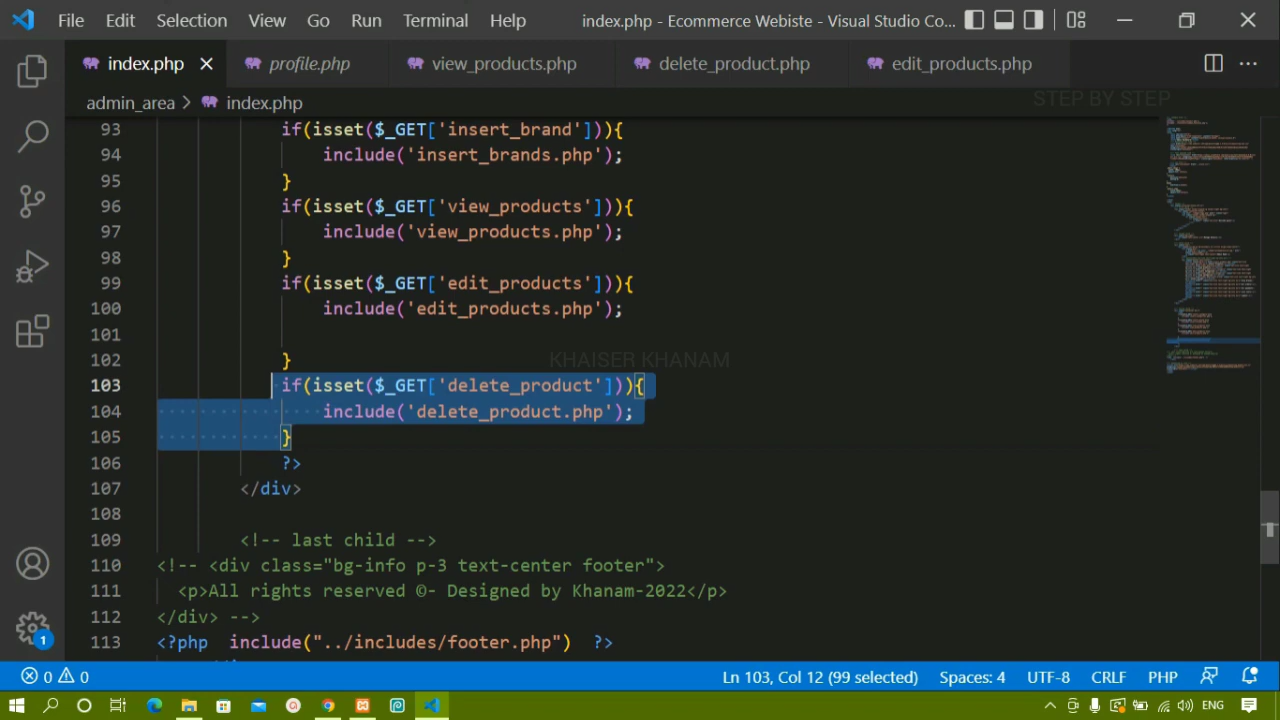 File Edit Selection View Go Run Terminal Help index.php - Ecommerce Webiste - Visual Studio Co...
index.php profile.php view_products.php delete_product.php edit_products.php
admin_area > index.php
STEP BY STEP
93 if(isset($_GET['insert_brand'])){
94 include('insert_brands.php');
95 }
96 if(isset($_GET['view_products'])){
97 include('view_products.php');
98 }
99 if(isset($_GET['edit_products'])){
100 include('edit_products.php');
101
102 }
KHAISER KHANAM
103 if(isset($_GET['delete_product'])){
104 include('delete_product.php');
105 }
106 ?>
107 </div>
108
109 <!-- last child -->
110 <!-- <div class="bg-info p-3 text-center footer">
111 <p>All rights reserved ©- Designed by Khanam-2022</p>
112 </div> -->
113 <?php include("../includes/footer.php") ?>
1
0 0 Ln 103, Col 12 (99 selected) Spaces: 4 UTF-8 CRLF PHP
ENG